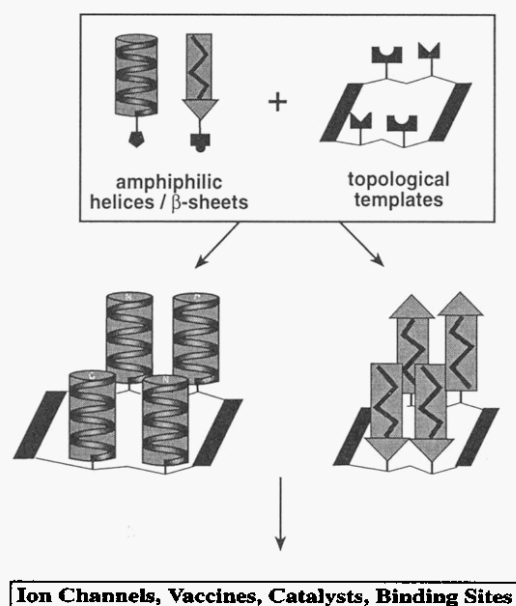 +
amphiphilic
helices / β-sheets
topological
templates
N
C
N
Ion Channels, Vaccines, Catalysts, Binding Sites